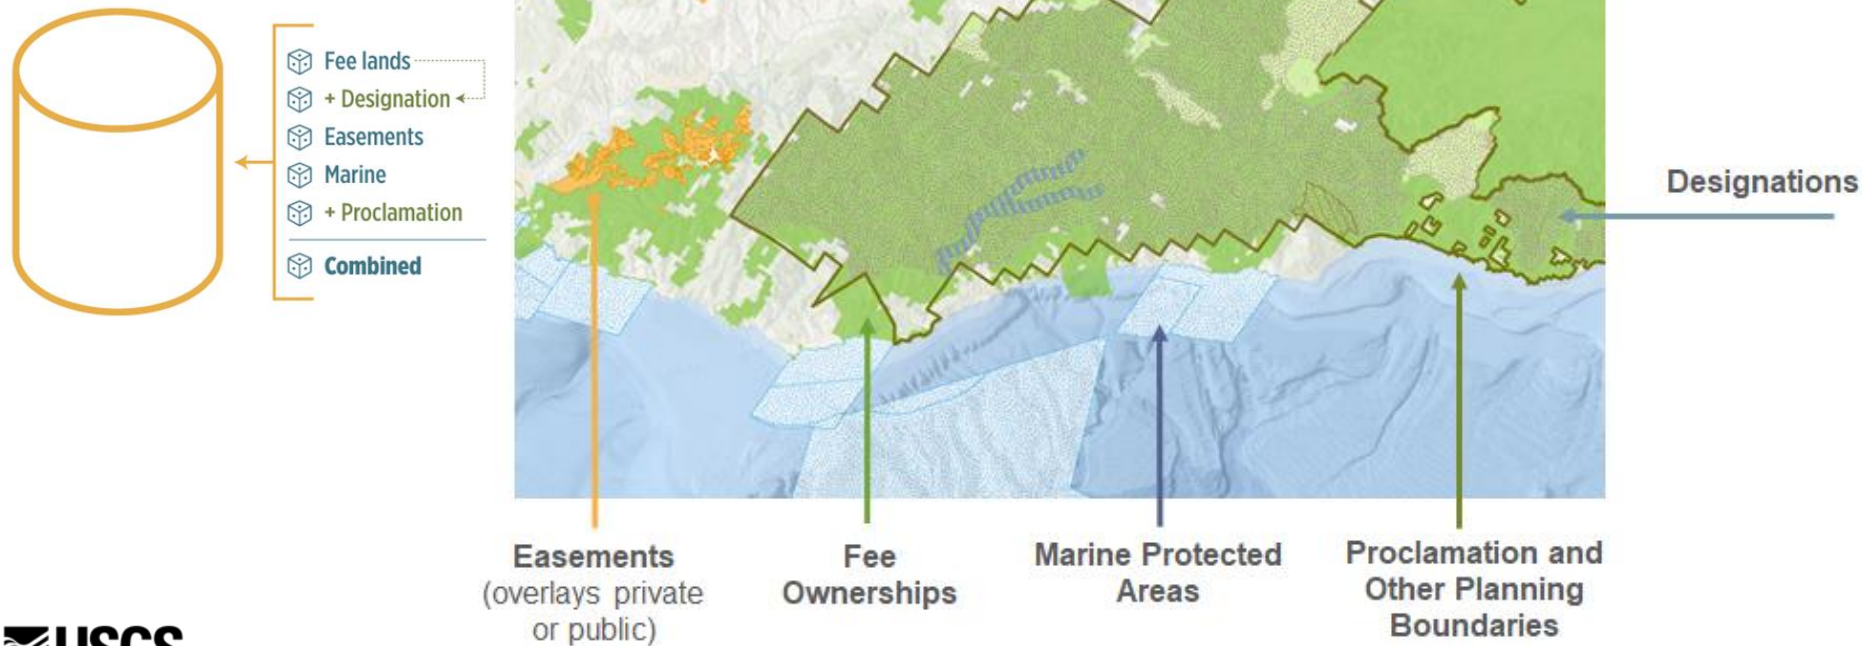 Fee lands
+ Designation
Easements
Marine
+ Proclamation
Combined
Designations
Easements
(overlays private
or public)
Fee
Ownerships
Marine Protected
Areas
Proclamation and
Other Planning
Boundaries
USGS